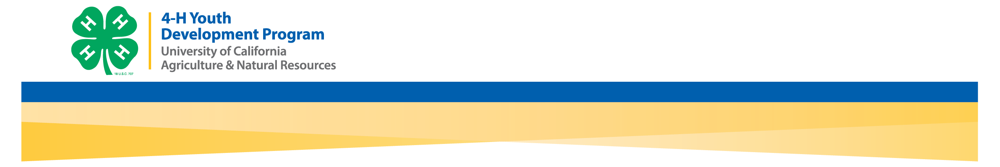 H H
H H
18 U.S.C. 707
4-H Youth
Development Program
University of California
Agriculture & Natural Resources